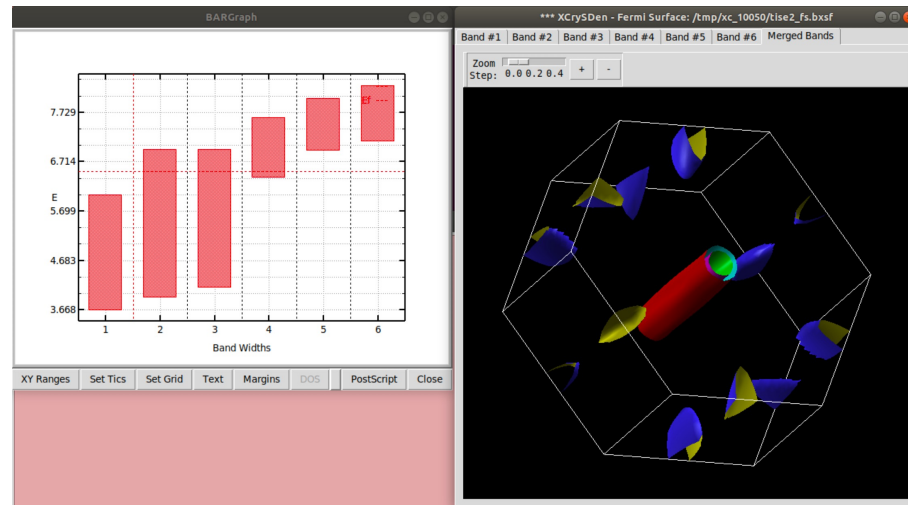 BARGraph
Ef
7.729
6.714
E
5.699
4.683
3.668
1 2 3 4 5 6
Band Widths
XY Ranges Set Tics Set Grid Text Margins DOS PostScript Close
*** XCrySDen - Fermi Surface: /tmp/xc_10050/tise2_fs.bxsf
Band #1 Band #2 Band #3 Band #4 Band #5 Band #6 Merged Bands
Zoom
Step: 0.0 0.2 0.4 + -